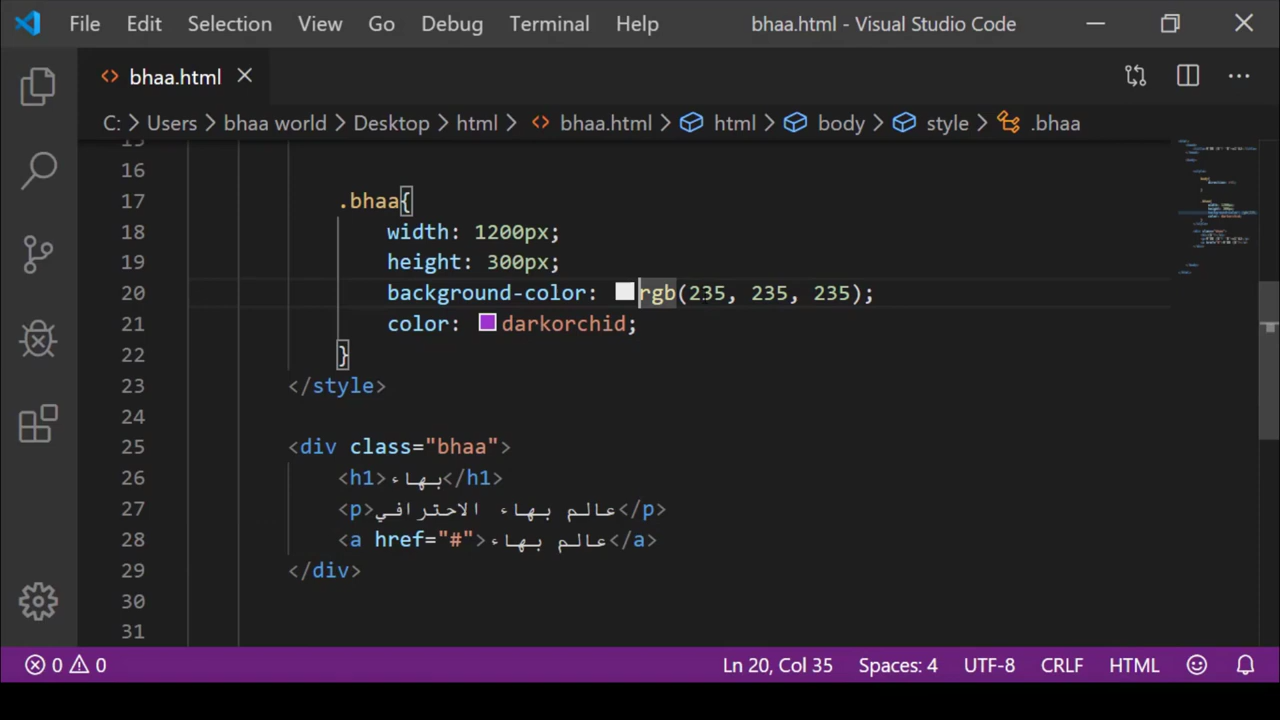 File Edit Selection View Go Debug Terminal Help bhaa.html - Visual Studio Code
bhaa.html
C: > Users > bhaa world > Desktop > html > bhaa.html > html > body > style > .bhaa
16
17 .bhaa{
18 width: 1200px;
19 height: 300px;
20 background-color: rgb(235, 235, 235);
21 color: darkorchid;
22 }
23 </style>
24
25 <div class="bhaa">
26 <h1>بهاء</h1>
27 <p>عالم بهاء الاحترافي</p>
28 <a href="#">عالم بهاء</a>
29 </div>
30
31
0 0 Ln 20, Col 35 Spaces: 4 UTF-8 CRLF HTML